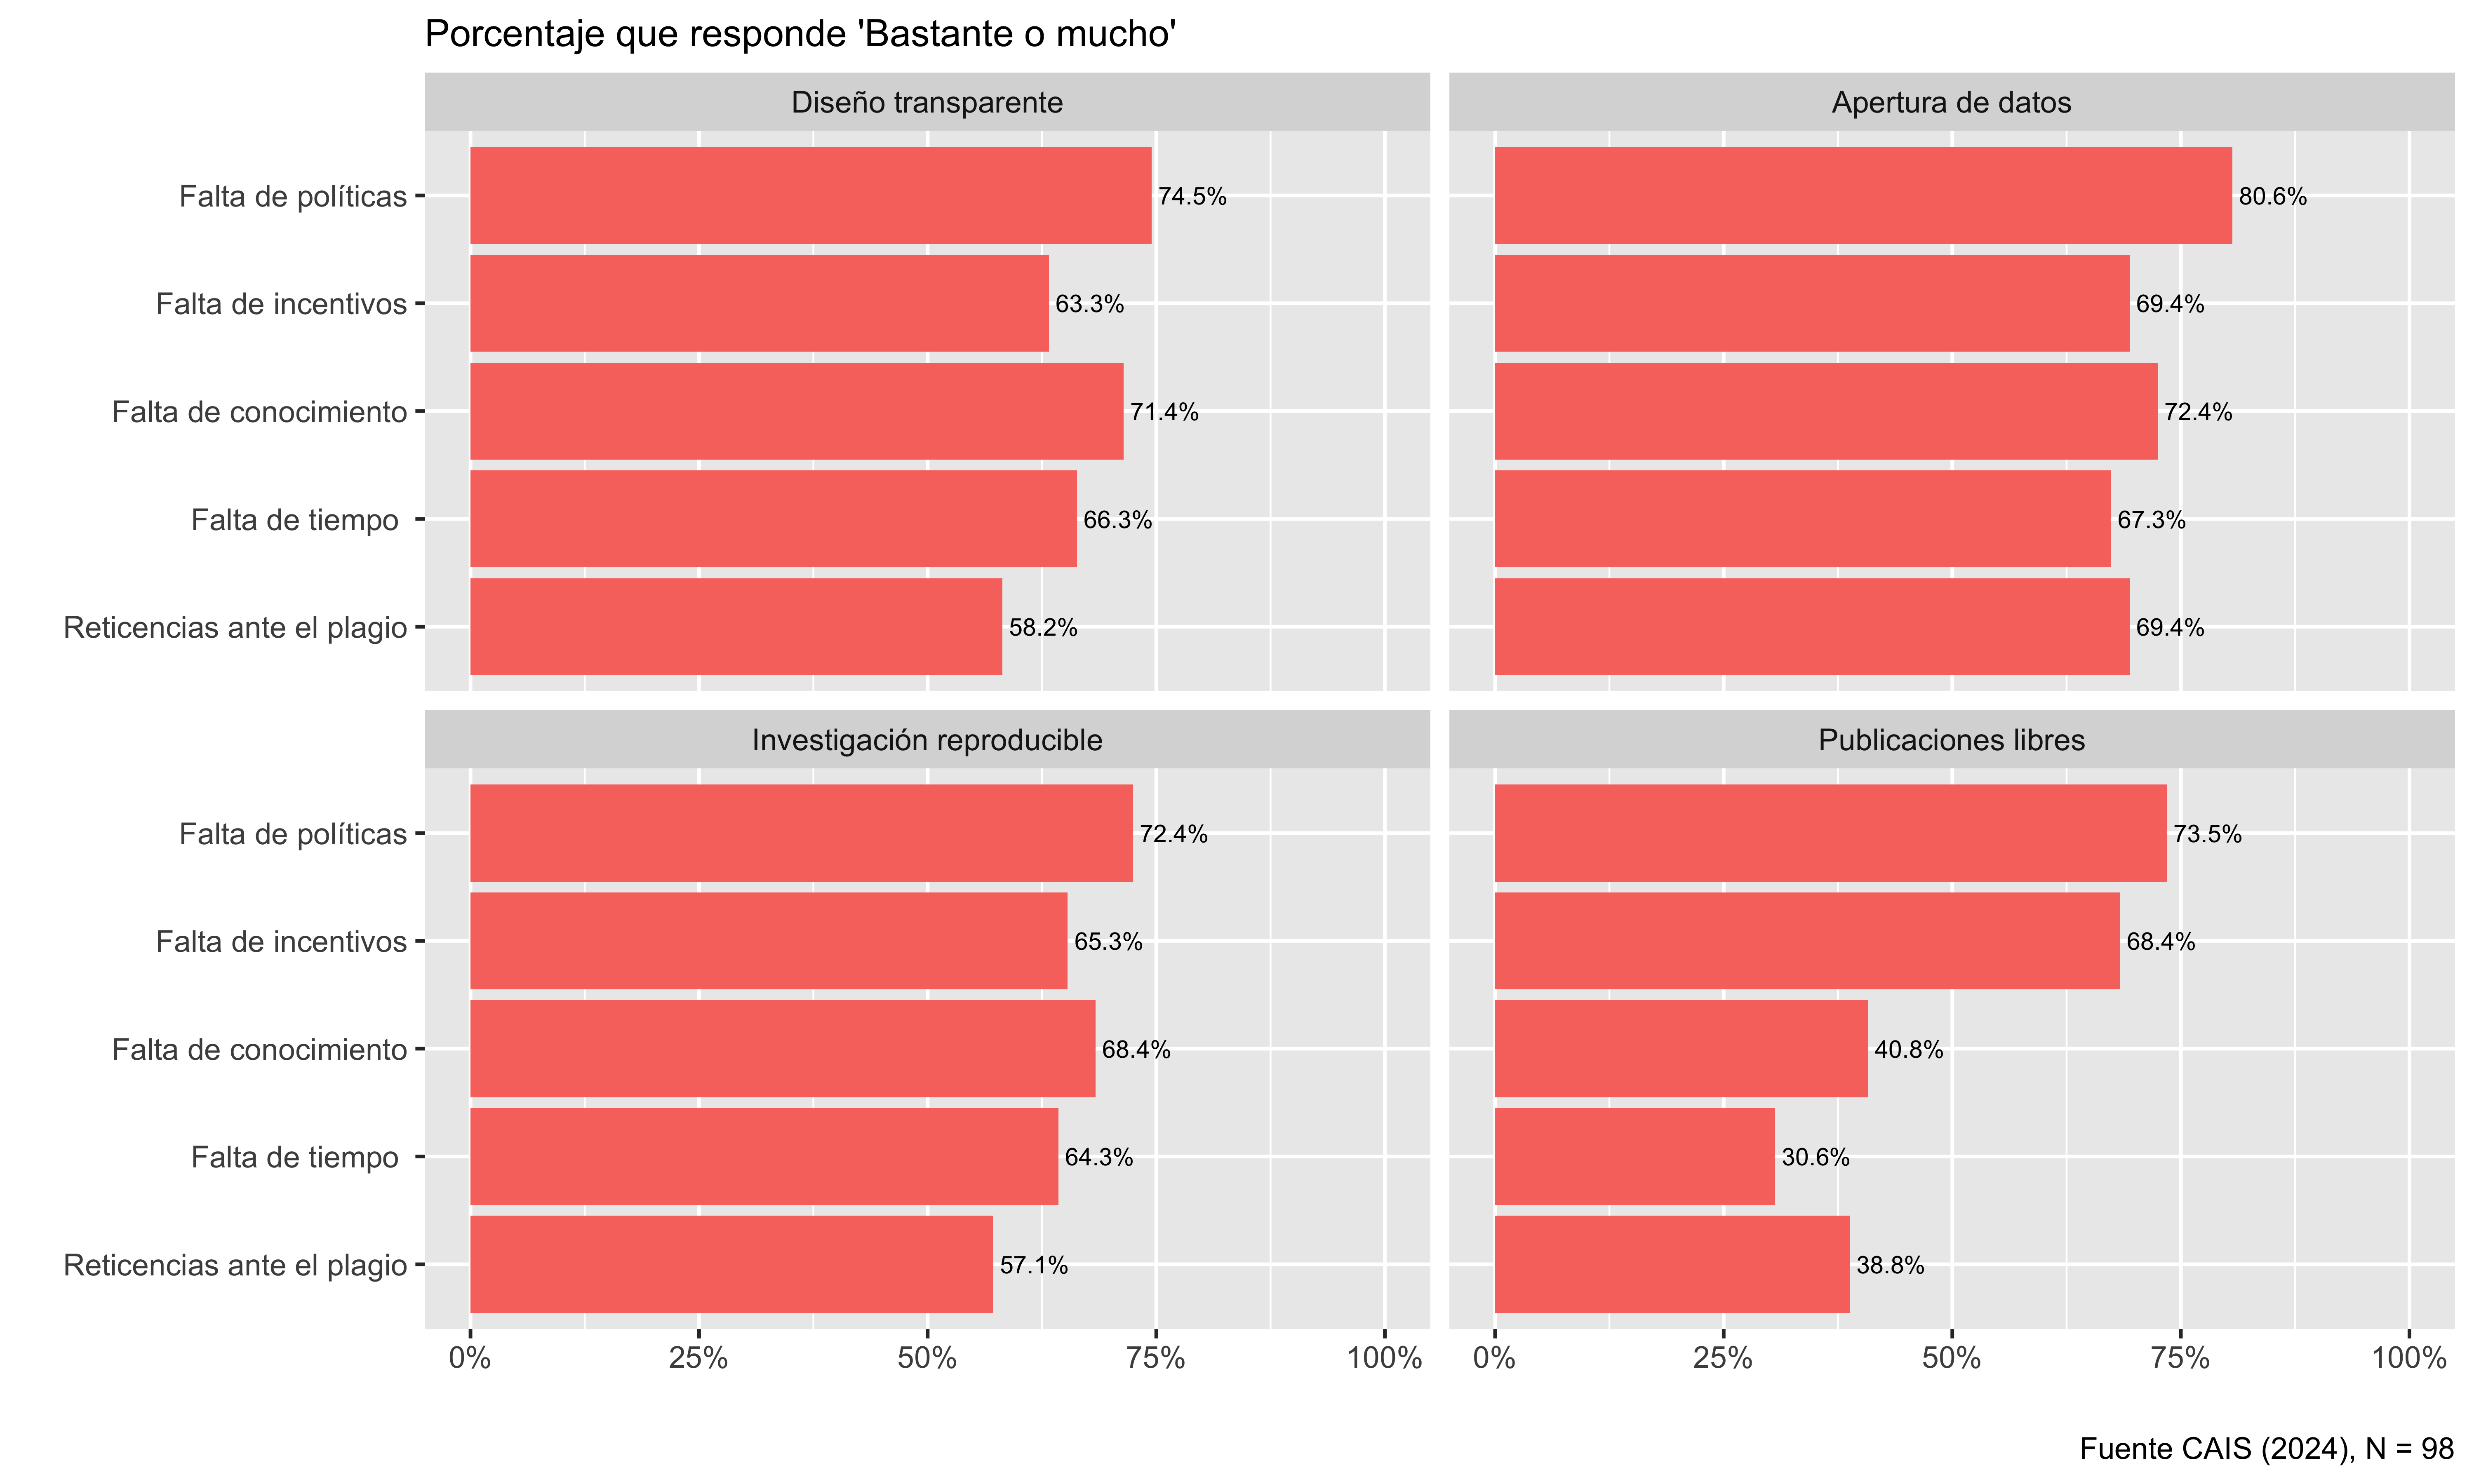 Porcentaje que responde 'Bastante o mucho'
Diseño transparente
Falta de políticas
74.5%
Falta de incentivos
63.3%
Falta de conocimiento
71.4%
Falta de tiempo
66.3%
Reticencias ante el plagio
58.2%
Apertura de datos
80.6%
69.4%
72.4%
67.3%
69.4%
Investigación reproducible
Falta de políticas
72.4%
Falta de incentivos
65.3%
Falta de conocimiento
68.4%
Falta de tiempo
64.3%
Reticencias ante el plagio
57.1%
0% 25% 50% 75% 100%
Publicaciones libres
73.5%
68.4%
40.8%
30.6%
38.8%
0% 25% 50% 75% 100%
Fuente CAIS (2024), N = 98